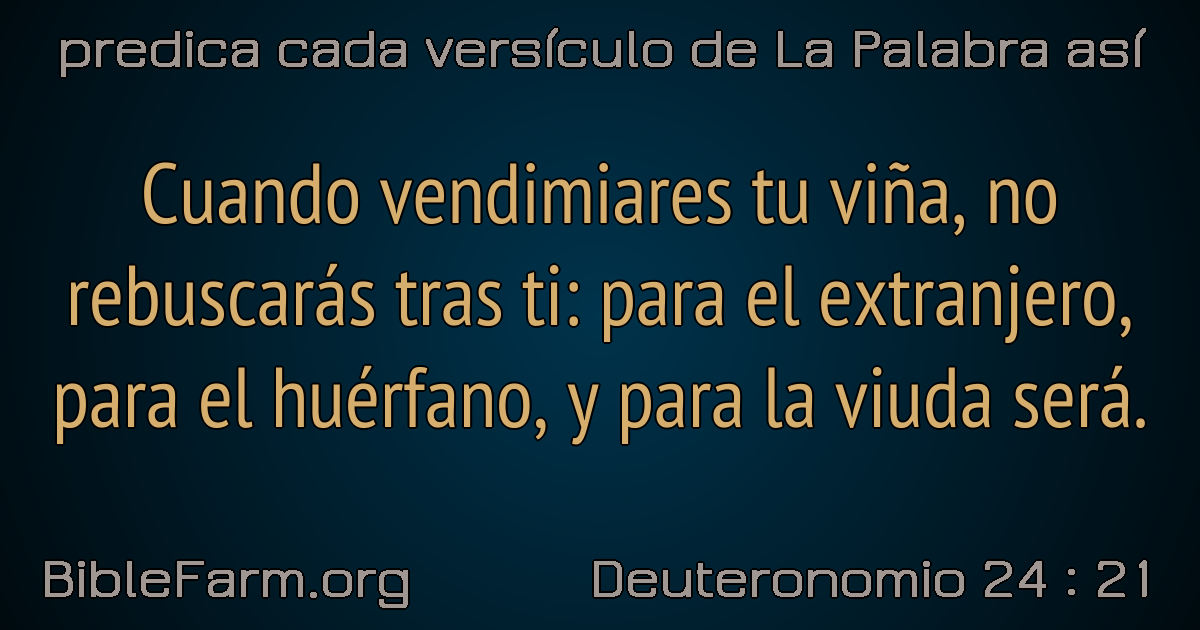 predica cada versículo de La Palabra así
Cuando vendimiares tu viña, no
rebuscarás tras ti: para el extranjero,
para el huérfano, y para la viuda será.
BibleFarm.org
Deuteronomio 24 : 21